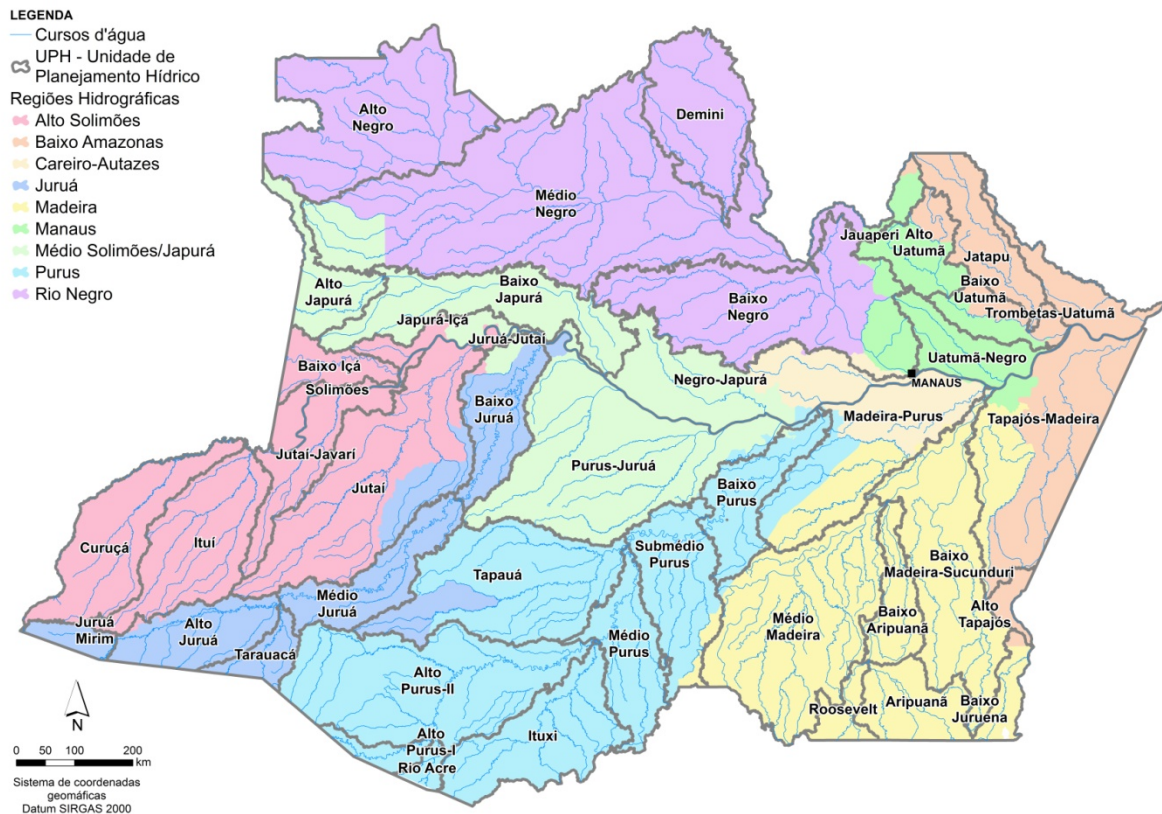 LEGENDA
Cursos d'água
UPH - Unidade de
Planejamento Hídrico
Regiões Hidrográficas
Alto Solimões
Baixo Amazonas
Careiro-Autazes
Juruá
Madeira
Manaus
Médio Solimões/Japurá
Purus
Rio Negro
Alto
Negro
Demini
Médio
Negro
Jauaperi
Alto
Uatumã
Jatapu
Baixo
Uatumã
Trombetas-Uatumã
Alto
Japurá
Baixo
Japurá
Baixo
Negro
Japurá-Içá
Juruá-Jutaí
Uatumã-Negro
Baixo Içá
Solimões
Negro-Japurá
MANAUS
Baixo
Juruá
Madeira-Purus
Tapajós-Madeira
Jutaí-Javarí
Jutaí
Purus-Juruá
Baixo
Purus
Curuçá
Ituí
Submédio
Purus
Tapauá
Baixo
Madeira-Sucunduri
Médio
Juruá
Juruá
Mirim
Alto
Juruá
Tarauacá
Médio
Purus
Médio
Madeira
Baixo
Aripuanã
Alto
Tapajós
Alto
Purus-II
Roosevelt
Aripuanã
Baixo
Juruena
Ituxi
Alto
Purus-I
Rio Acre
N
0 50 100 200
km
Sistema de coordenadas
geomáficas
Datum SIRGAS 2000